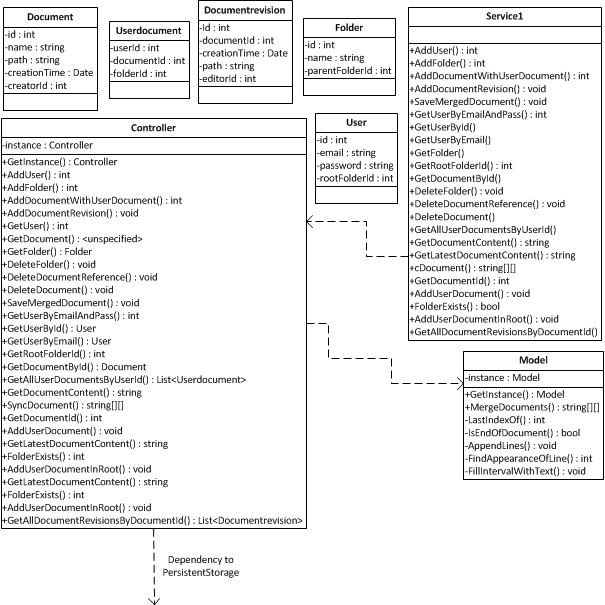 Document
-id : int
-name : string
-path : string
-creationTime : Date
-creatorId : int
Userdocument
-userId : int
-documentId : int
-folderId : int
Documentrevision
-id : int
-documentId : int
-creationTime : Date
-path : string
-editorId : int
Folder
-id : int
-name : string
-parentFolderId : int
Service1
+AddUser() : int
+AddFolder() : int
+AddDocumentWithUserDocument() : int
+AddDocumentRevision() : void
+SaveMergedDocument() : void
+GetUserByEmailAndPass() : int
+GetUserById()
+GetUserByEmail()
+GetFolder()
+GetRootFolderId() : int
+GetDocumentById()
+DeleteFolder() : void
+DeleteDocumentReference() : void
+DeleteDocument()
+GetAllUserDocumentsByUserId()
+GetDocumentContent() : string
+GetLatestDocumentContent() : string
+cDocument() : string[][]
+GetDocumentId() : int
+AddUserDocument() : void
+FolderExists() : bool
+AddUserDocumentInRoot() : void
+GetAllDocumentRevisionsByDocumentId()
Controller
-instance : Controller
+GetInstance() : Controller
+AddUser() : int
+AddFolder() : int
+AddDocumentWithUserDocument() : int
+AddDocumentRevision() : void
+GetUser() : int
+GetDocument() : <unspecified>
+GetFolder() : Folder
+DeleteFolder() : void
+DeleteDocumentReference() : void
+DeleteDocument() : void
+SaveMergedDocument() : void
+GetUserByEmailAndPass() : int
+GetUserById() : User
+GetUserByEmail() : User
+GetRootFolderId() : int
+GetDocumentById() : Document
+GetAllUserDocumentsByUserId() : List<Userdocument>
+GetDocumentContent() : string
+SyncDocument() : string[][]
+GetDocumentId() : int
+AddUserDocument() : void
+GetLatestDocumentContent() : string
+FolderExists() : int
+AddUserDocumentInRoot() : void
+GetLatestDocumentContent() : string
+FolderExists() : int
+AddUserDocumentInRoot() : void
+GetAllDocumentRevisionsByDocumentId() : List<Documentrevision>
User
-id : int
-email : string
-password : string
-rootFolderId : int
Model
-instance : Model
+GetInstance() : Model
+MergeDocuments() : string[][]
-LastIndexOf() : int
-IsEndOfDocument() : bool
-AppendLines() : void
-FindAppearanceOfLine() : int
-FillIntervalWithText() : void
Dependency to
PersistentStorage